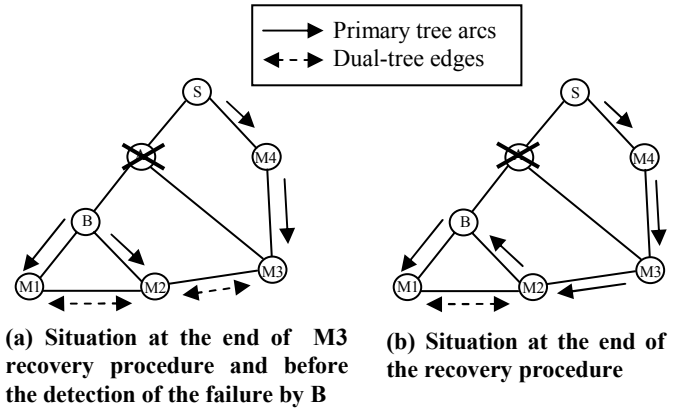 Primary tree arcs
Dual-tree edges
S
M4
B
M1
M2
M3
S
M4
B
M1
M2
M3
(a) Situation at the end of M3
recovery procedure and before
the detection of the failure by B
(b) Situation at the end of
the recovery procedure